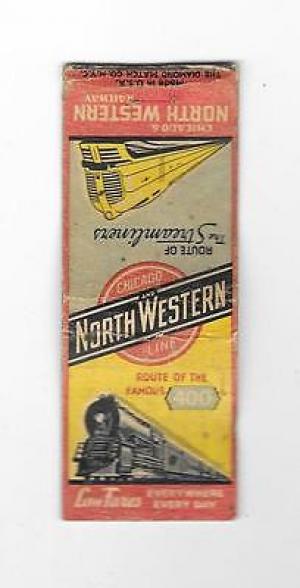 MADE IN U.S.A.
THE DIAMOND MATCH CO. N.Y.C.
CHICAGO &
NORTH WESTERN
RAILWAY
ROUTE OF
The Streamliners
CHICAGO
AND
NORTH WESTERN
LINE
ROUTE OF THE
FAMOUS "400"
Low Fares EVERYWHERE
EVERY DAY